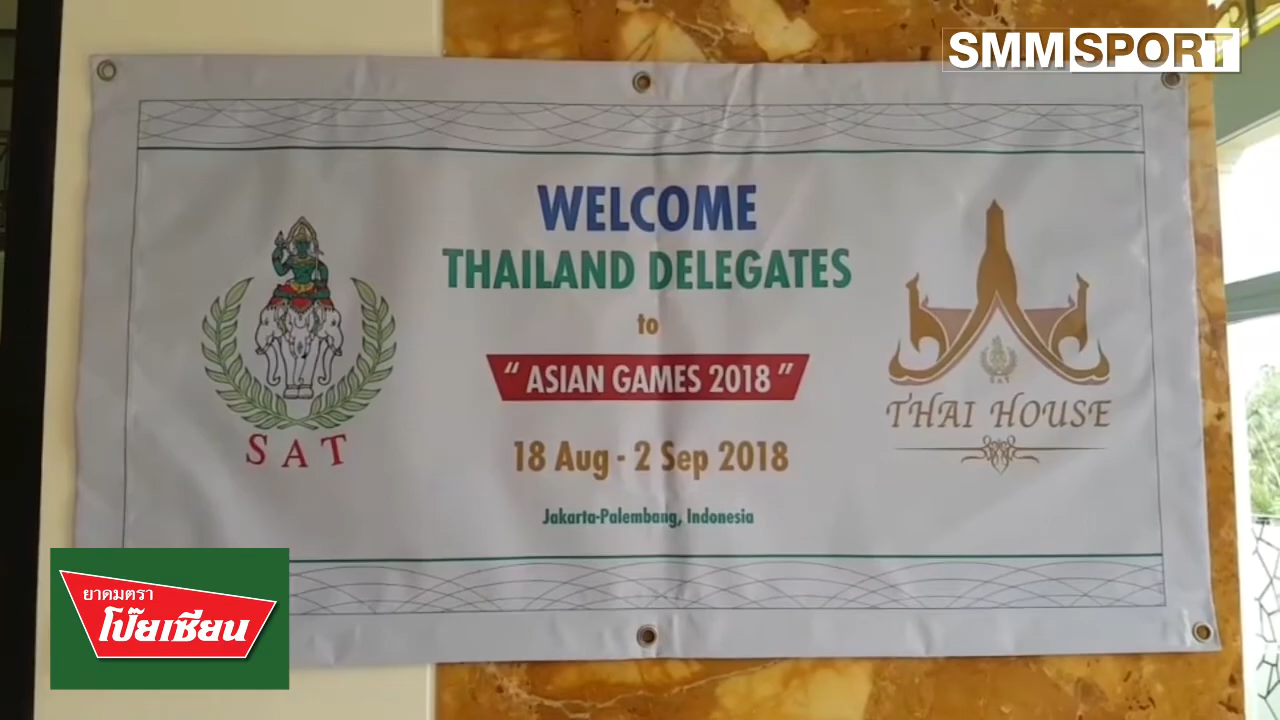 SMMSPORT
WELCOME
THAILAND DELEGATES
to
“ ASIAN GAMES 2018 ”
18 Aug - 2 Sep 2018
Jakarta-Palembang, Indonesia
SAT
SAT
THAI HOUSE
ยาดมตรา
โป๊ยเซียน